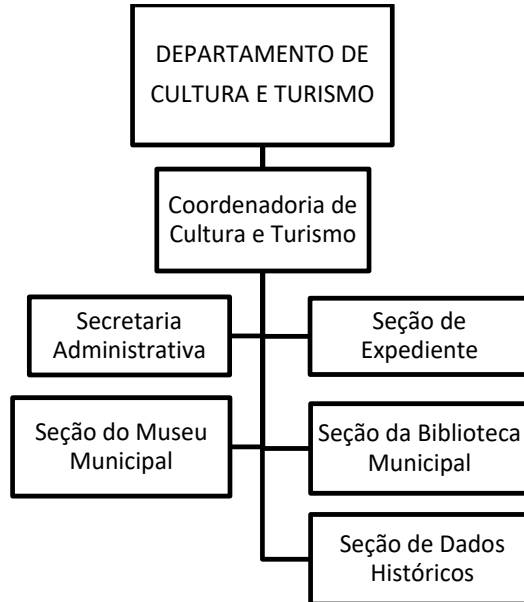 DEPARTAMENTO DE
CULTURA E TURISMO
Coordenadoria de
Cultura e Turismo
Secretaria
Administrativa
Seção de
Expediente
Seção do Museu
Municipal
Seção da Biblioteca
Municipal
Seção de Dados
Históricos